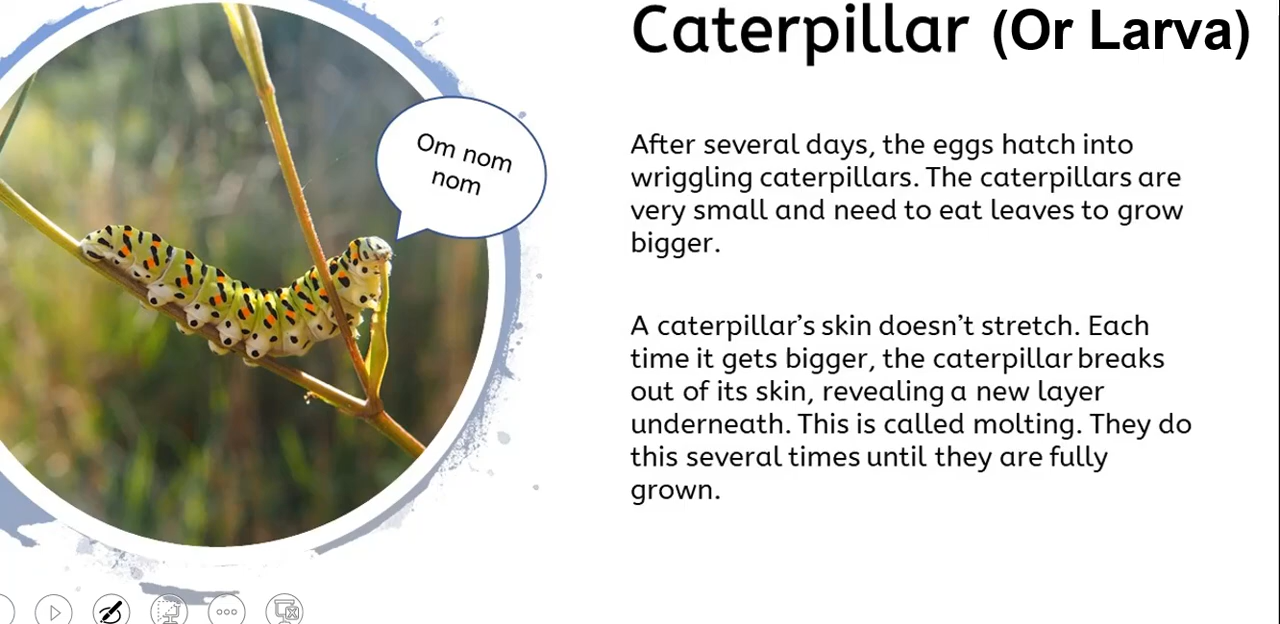 Caterpillar (Or Larva)
Om nom
nom
After several days, the eggs hatch into
wriggling caterpillars. The caterpillars are
very small and need to eat leaves to grow
bigger.
A caterpillar’s skin doesn’t stretch. Each
time it gets bigger, the caterpillar breaks
out of its skin, revealing a new layer
underneath. This is called molting. They do
this several times until they are fully
grown.